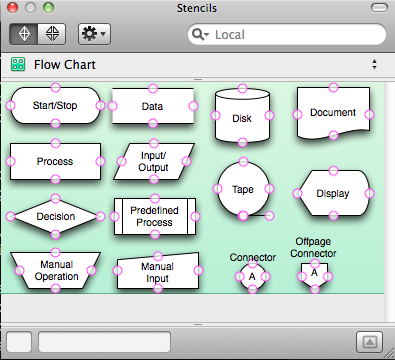 Stencils
Local
Flow Chart
Start/Stop
Data
Disk
Document
Process
Input/
Output
Tape
Display
Decision
Predefined
Process
Manual
Operation
Manual
Input
Connector
A
Offpage
Connector
A